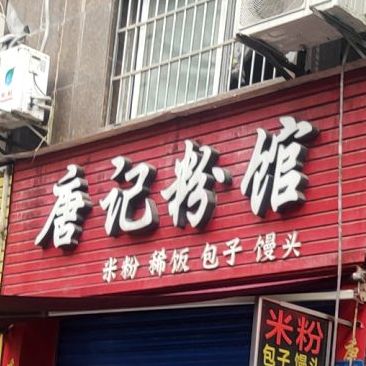 唐记粉馆
米粉 稀饭 包子 馒头
米粉
包子 馒头